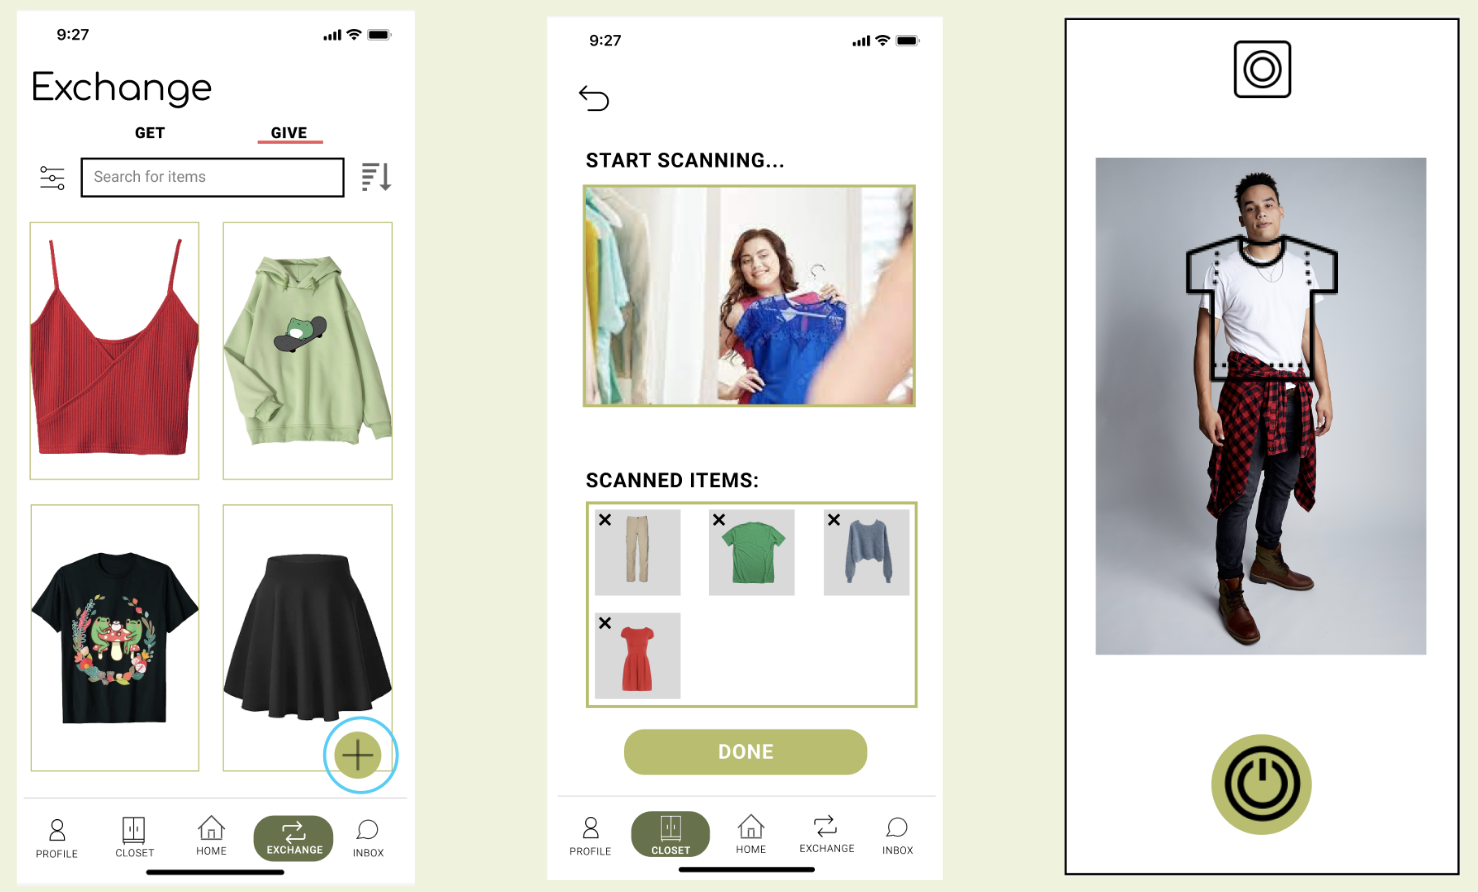 9:27
Exchange
GET
GIVE
Search for items
PROFILE
CLOSET
HOME
EXCHANGE
INBOX
9:27
START SCANNING...
SCANNED ITEMS:
DONE
PROFILE
CLOSET
HOME
EXCHANGE
INBOX